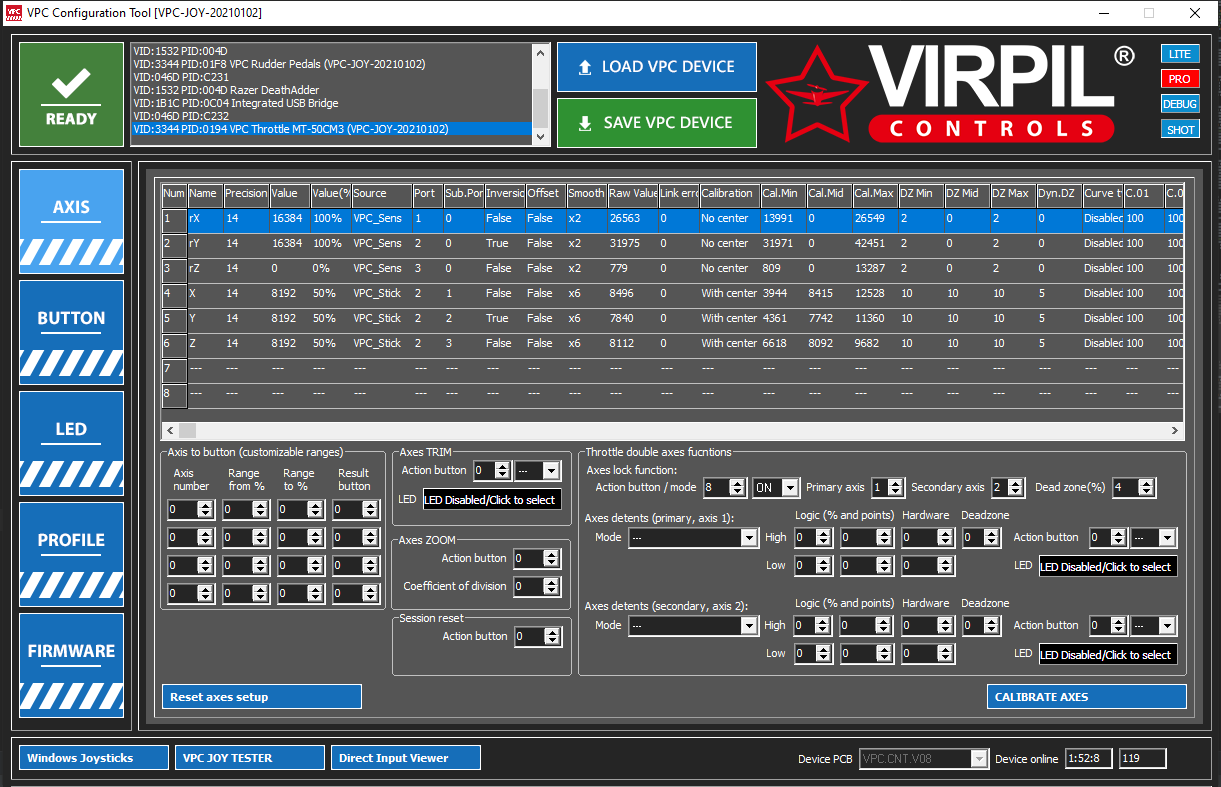 VPC Configuration Tool [VPC-JOY-20210102]
READY
VID:1532 PID:004D
VID:3344 PID:01F8 VPC Rudder Pedals (VPC-JOY-20210102)
VID:046D PID:C231
VID:1532 PID:004D Razer DeathAdder
VID:1B1C PID:0C04 Integrated USB Bridge
VID:046D PID:C232
VID:3344 PID:0194 VPC Throttle MT-50CM3 (VPC-JOY-20210102)
LOAD VPC DEVICE
SAVE VPC DEVICE
VIRPIL ®
CONTROLS
LITE
PRO
DEBUG
SHOT
AXIS
BUTTON
LED
PROFILE
FIRMWARE
Num Name Precision Value Value(% Source Port Sub.Por Inversic Offset Smooth Raw Value Link erro Calibration Cal.Min Cal.Mid Cal.Max DZ Min DZ Mid DZ Max Dyn.DZ Curve t C.01 C.0
1 rX 14 16384 100% VPC_Sens 1 0 False False x2 26563 0 No center 13991 0 26549 2 0 2 0 Disabled 100 100
2 rY 14 16384 100% VPC_Sens 2 0 True False x2 31975 0 No center 31971 0 42451 2 0 2 0 Disabled 100 100
3 rZ 14 0 0% VPC_Sens 3 0 False False x2 779 0 No center 809 0 13287 2 0 2 0 Disabled 100 100
4 X 14 8192 50% VPC_Stick 2 1 False False x6 8496 0 With center 3944 8415 12528 10 10 10 5 Disabled 100 100
5 Y 14 8192 50% VPC_Stick 2 2 True False x6 7840 0 With center 4361 7742 11360 10 10 10 5 Disabled 100 100
6 Z 14 8192 50% VPC_Stick 2 3 False False x6 8112 0 With center 6618 8092 9682 10 10 10 5 Disabled 100 100
7 --- --- --- --- --- --- --- --- --- --- --- --- --- --- --- --- --- --- --- --- --- --- ---
8 --- --- --- --- --- --- --- --- --- --- --- --- --- --- --- --- --- --- --- --- --- --- ---
Axis to button (customizable ranges)
Axis number Range from % Range to % Result button
0 0 0 0
0 0 0 0
0 0 0 0
0 0 0 0
Axes TRIM
Action button 0 ---
LED LED Disabled/Click to select
Axes ZOOM
Action button 0
Coefficient of division 0
Session reset
Action button 0
Throttle double axes fucntions
Axes lock function:
Action button / mode 8 ON Primary axis 1 Secondary axis 2 Dead zone(%) 4
Axes detents (primary, axis 1): Logic (% and points) Hardware Deadzone
Mode --- High 0 0 0 0 Action button 0 ---
Low 0 0 0 LED LED Disabled/Click to select
Axes detents (secondary, axis 2): Logic (% and points) Hardware Deadzone
Mode --- High 0 0 0 0 Action button 0 ---
Low 0 0 0 LED LED Disabled/Click to select
Reset axes setup
CALIBRATE AXES
Windows Joysticks
VPC JOY TESTER
Direct Input Viewer
Device PCB VPC.CNT.V08 Device online 1:52:8 119